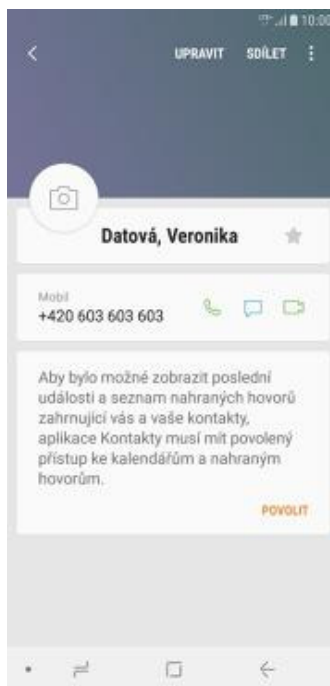 10:00
UPRAVIT SDÍLET
Datová, Veronika
Mobil
+420 603 603 603
Aby bylo možné zobrazit poslední
události a seznam nahraných hovorů
zahrnující vás a vaše kontakty,
aplikace Kontakty musí mít povolený
přístup ke kalendářům a nahraným
hovorům.
POVOLIT